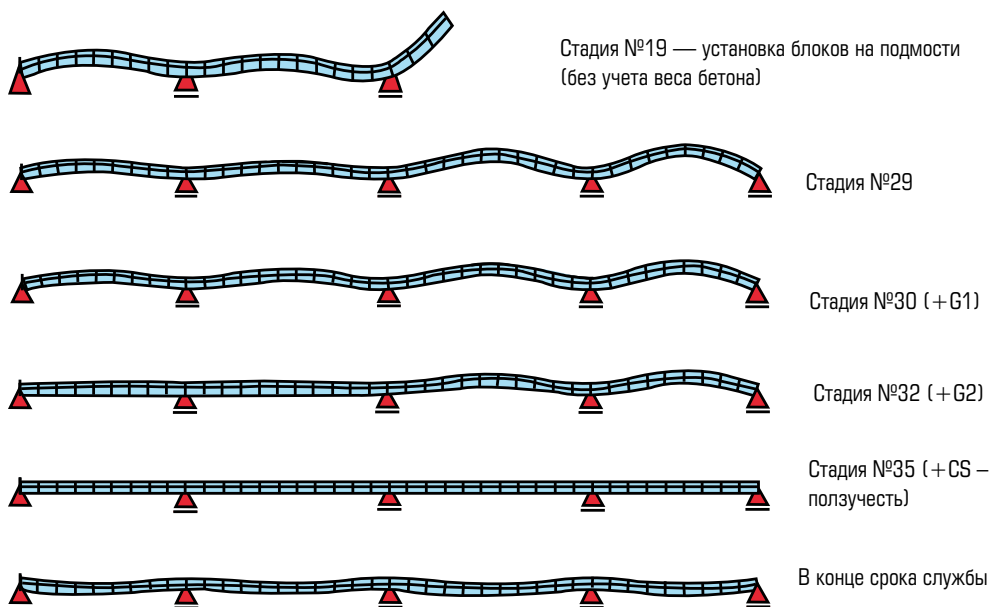 Стадия №19 — установка блоков на подмости
(без учета веса бетона)
Стадия №29
Стадия №30 (+G1)
Стадия №32 (+G2)
Стадия №35 (+CS –
ползучесть)
В конце срока службы